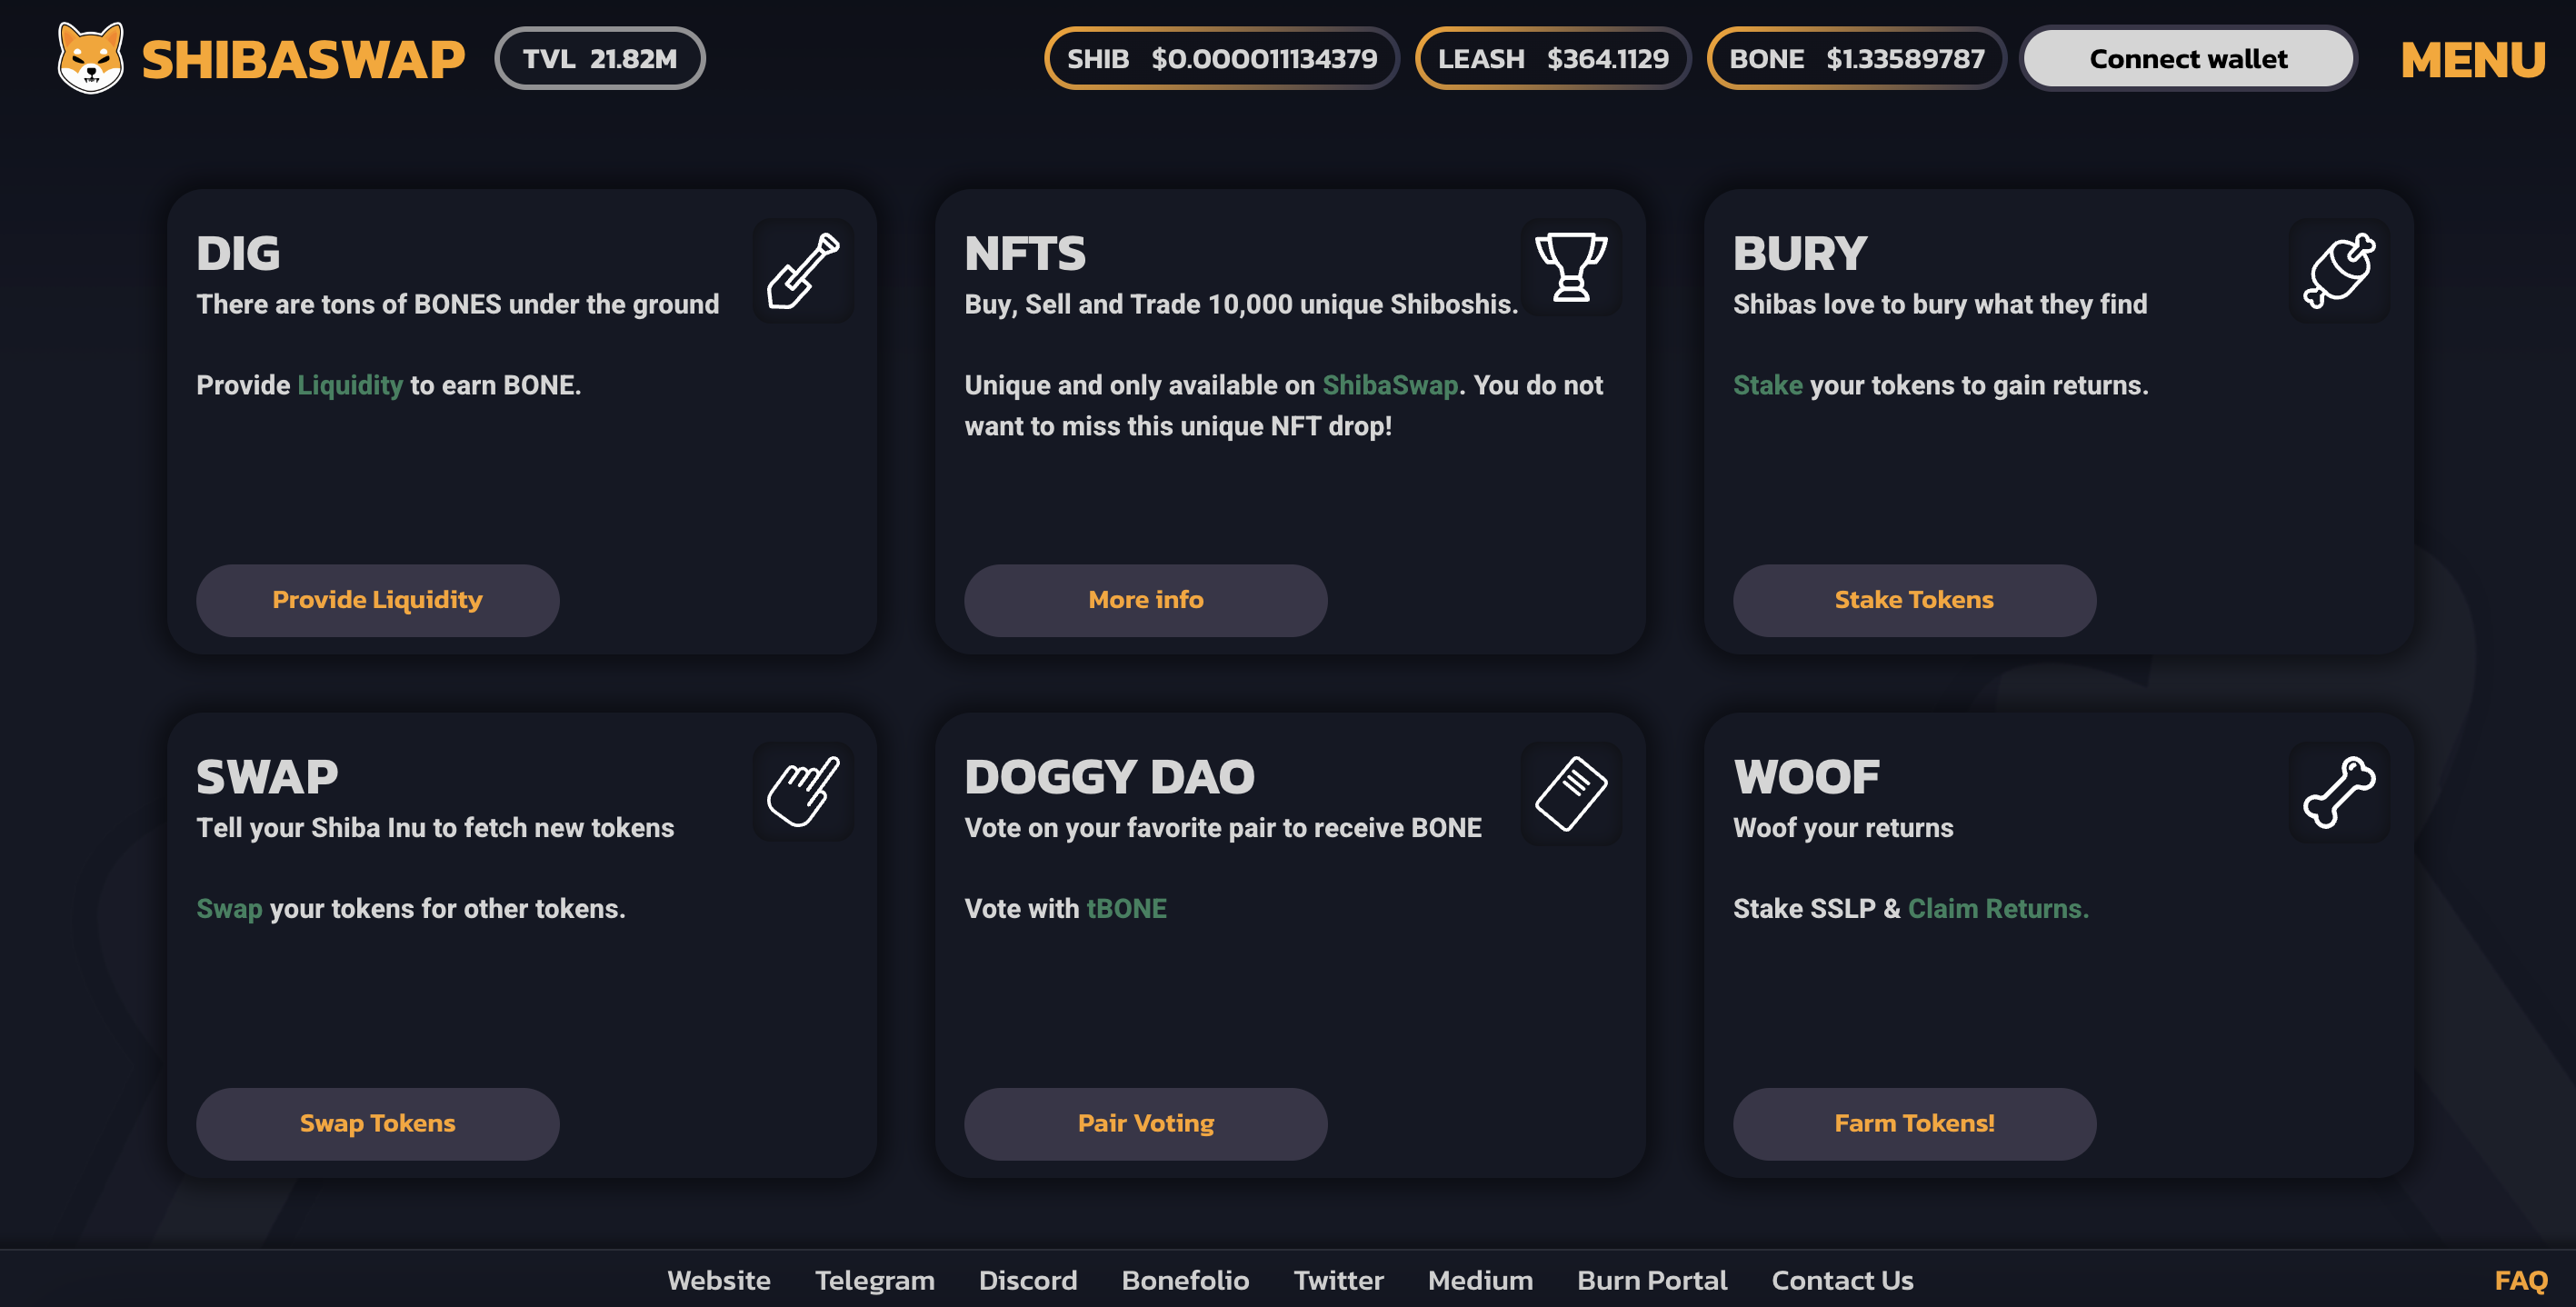 SHIBASWAP
TVL 21.82M
SHIB $0.000011134379
LEASH $364.1129
BONE $1.33589787
Connect wallet
MENU
DIG
There are tons of BONES under the ground
Provide Liquidity to earn BONE.
Provide Liquidity
NFTS
Buy, Sell and Trade 10,000 unique Shiboshis.
Unique and only available on ShibaSwap. You do not
want to miss this unique NFT drop!
More info
BURY
Shibas love to bury what they find
Stake your tokens to gain returns.
Stake Tokens
SWAP
Tell your Shiba Inu to fetch new tokens
Swap your tokens for other tokens.
Swap Tokens
DOGGY DAO
Vote on your favorite pair to receive BONE
Vote with tBONE
Pair Voting
WOOF
Woof your returns
Stake SSLP & Claim Returns.
Farm Tokens!
Website Telegram Discord Bonefolio Twitter Medium Burn Portal Contact Us
FAQ